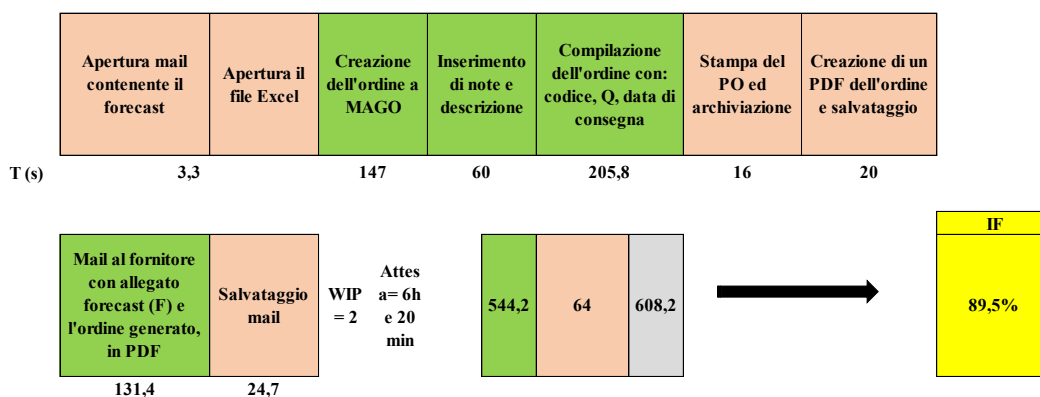 Apertura mail
contenente il
forecast
Apertura il
file Excel
Creazione
dell'ordine a
MAGO
Inserimento
di note e
descrizione
Compilazione
dell'ordine con:
codice, Q, data di
consegna
Stampa del
PO ed
archiviazione
Creazione di un
PDF dell'ordine
e salvataggio
T (s)
3,3
147
60
205,8
16
20
Mail al fornitore
con allegato
forecast (F) e
l'ordine generato,
in PDF
Salvataggio
mail
WIP
= 2
Attes
a= 6h
e 20
min
544,2
64
608,2
IF
89,5%
131,4
24,7